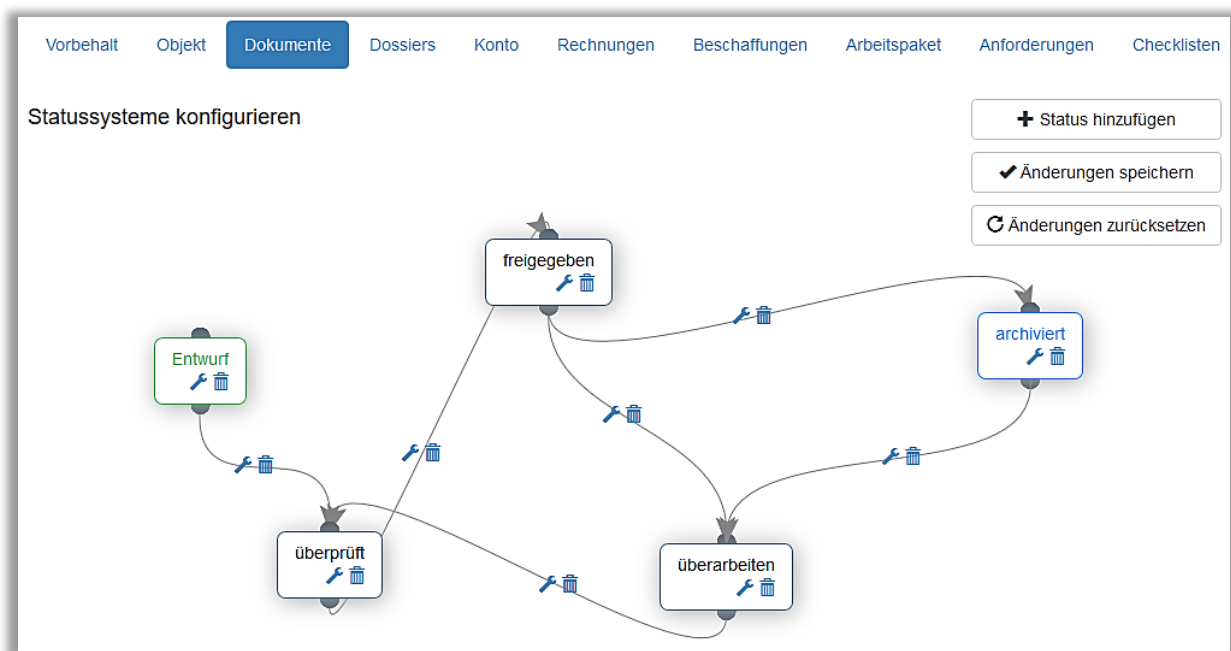 Vorbehalt Objekt Dokumente Dossiers Konto Rechnungen Beschaffungen Arbeitspaket Anforderungen Checklisten
Statussysteme konfigurieren
Status hinzufügen
Änderungen speichern
Änderungen zurücksetzen
freigegeben
archiviert
Entwurf
überprüft
überarbeiten